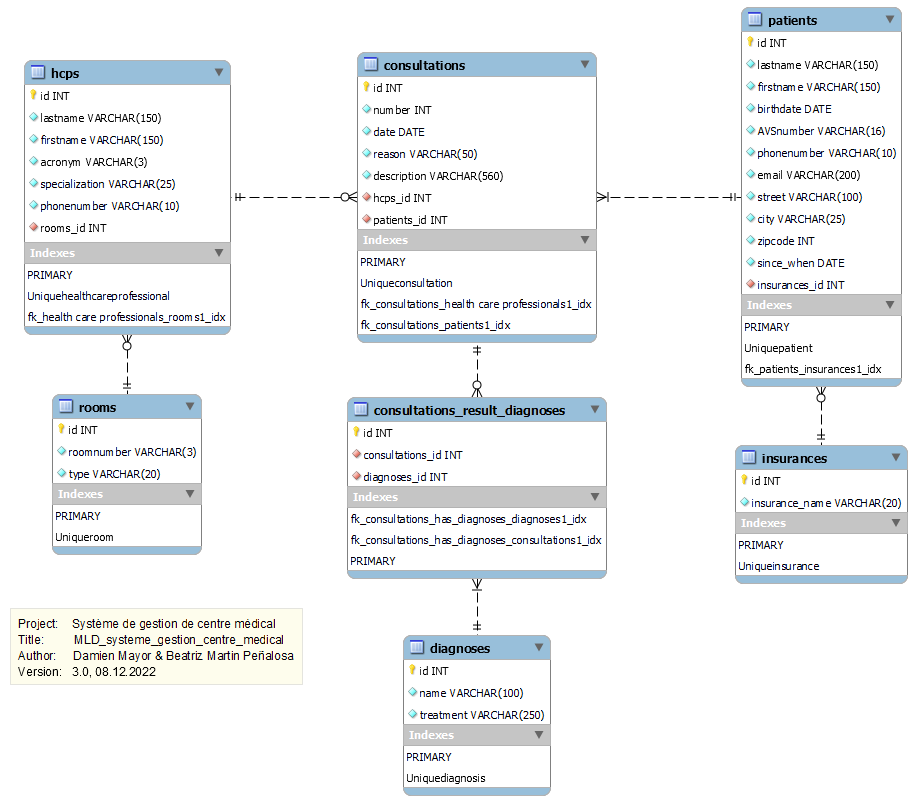 hcps
id INT
lastname VARCHAR(150)
firstname VARCHAR(150)
acronym VARCHAR(3)
specialization VARCHAR(25)
phonenumber VARCHAR(10)
rooms_id INT
Indexes
PRIMARY
Uniquehealthcareprofessional
fk_health care professionals_rooms1_idx
consultations
id INT
number INT
date DATE
reason VARCHAR(50)
description VARCHAR(560)
hcps_id INT
patients_id INT
Indexes
PRIMARY
Uniqueconsultation
fk_consultations_health care professionals1_idx
fk_consultations_patients1_idx
patients
id INT
lastname VARCHAR(150)
firstname VARCHAR(150)
birthdate DATE
AVSnumber VARCHAR(16)
phonenumber VARCHAR(10)
email VARCHAR(200)
street VARCHAR(100)
city VARCHAR(25)
zipcode INT
since_when DATE
insurances_id INT
Indexes
PRIMARY
Uniquepatient
fk_patients_insurances1_idx
rooms
id INT
roomnumber VARCHAR(3)
type VARCHAR(20)
Indexes
PRIMARY
Uniqueroom
consultations_result_diagnoses
id INT
consultations_id INT
diagnoses_id INT
Indexes
fk_consultations_has_diagnoses_diagnoses1_idx
fk_consultations_has_diagnoses_consultations1_idx
PRIMARY
insurances
id INT
insurance_name VARCHAR(20)
Indexes
PRIMARY
Uniqueinsurance
Project: Système de gestion de centre médical
Title: MLD_systeme_gestion_centre_medical
Author: Damien Mayor & Beatriz Martin Peñalosa
Version: 3.0, 08.12.2022
diagnoses
id INT
name VARCHAR(100)
treatment VARCHAR(250)
Indexes
PRIMARY
Uniquediagnosis